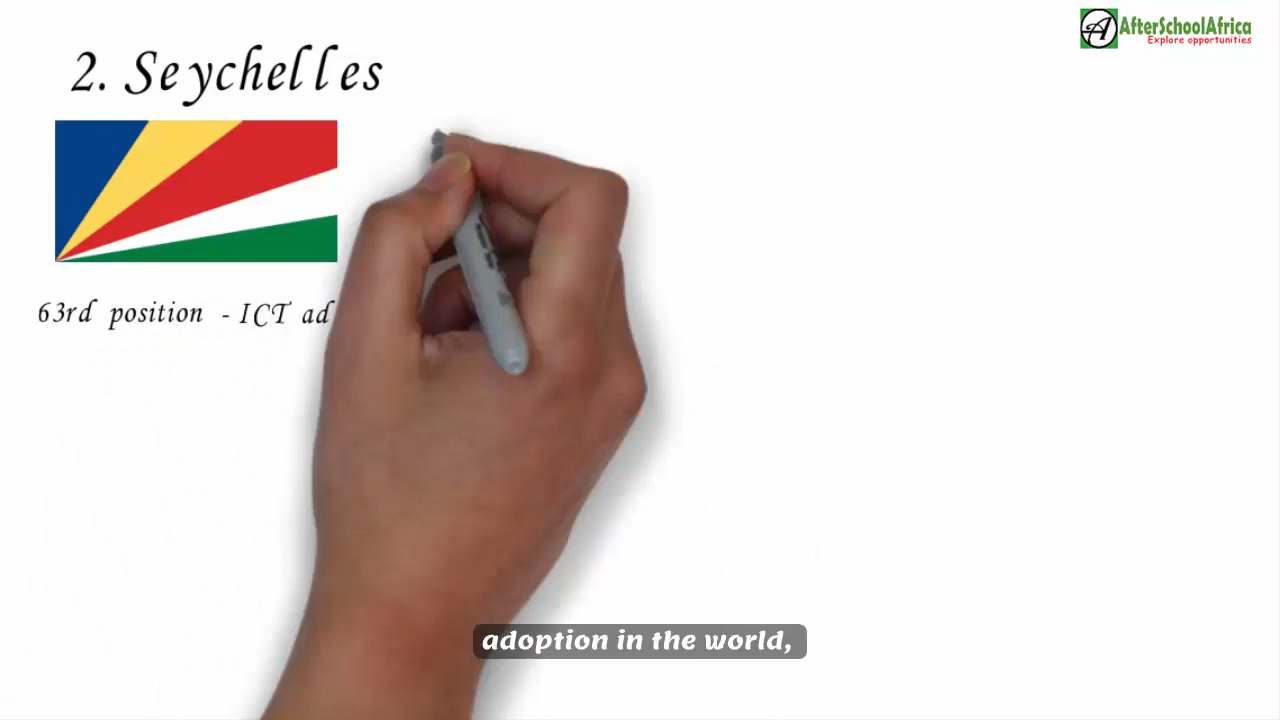 2. Seychelles
AfterSchoolAfrica
Explore opportunities
63rd position - ICT ad
adoption in the world,